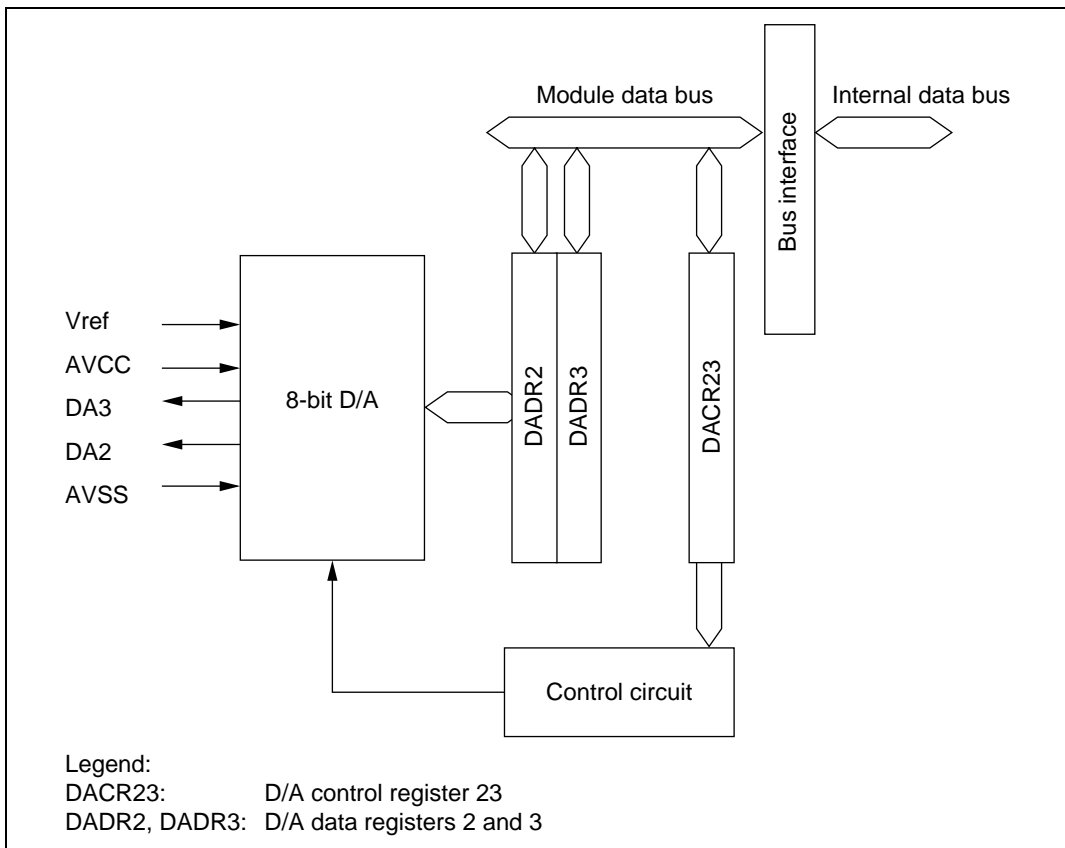 Module data bus
Internal data bus
Bus interface
Vref
AVCC
DA3
DA2
AVSS
8-bit D/A
DADR2
DADR3
DACR23
Control circuit
Legend:
DACR23: D/A control register 23
DADR2, DADR3: D/A data registers 2 and 3